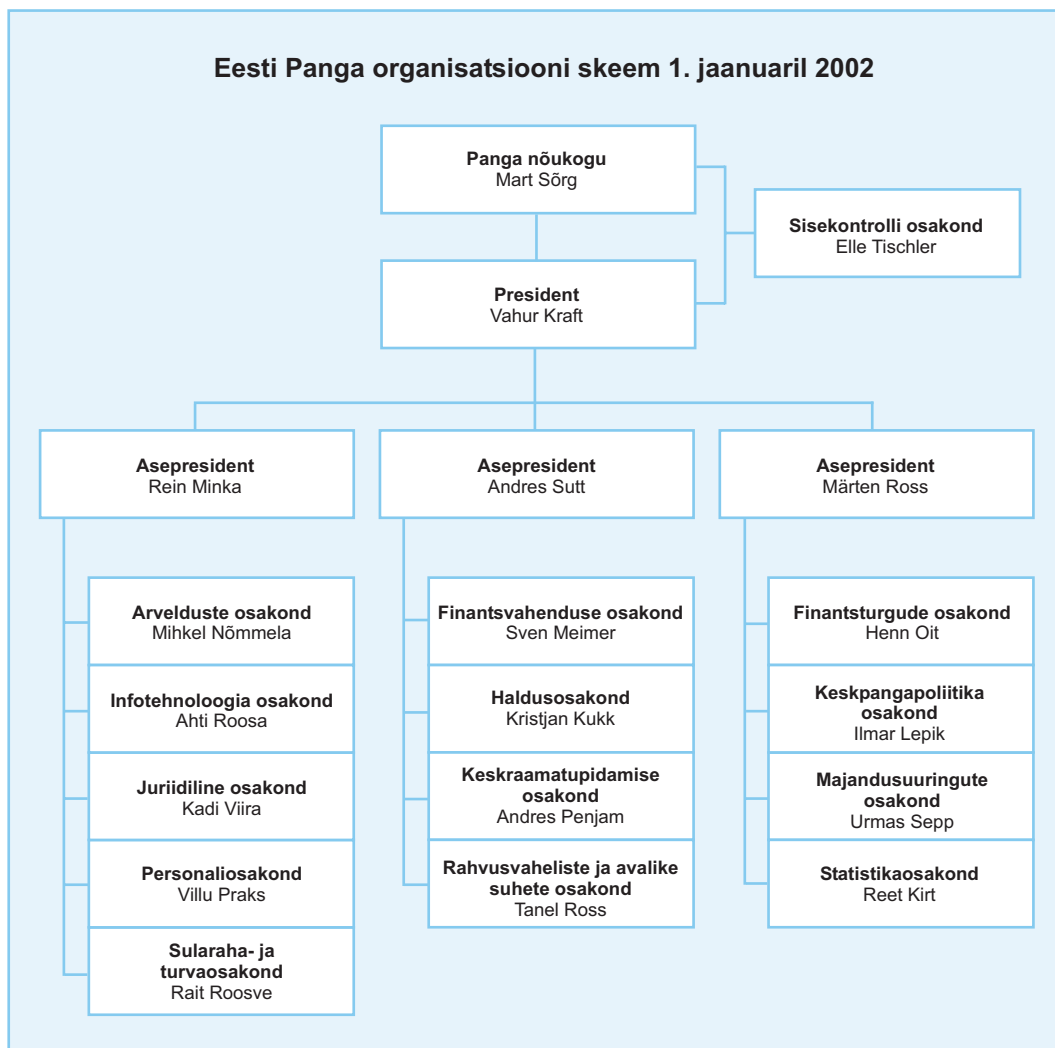 Eesti Panga organisatsiooni skeem 1. jaanuaril 2002
Panga nõukogu
Mart Sõrg
Sisekontrolli osakond
Elle Tischler
President
Vahur Kraft
Asepresident
Rein Minka
Asepresident
Andres Sutt
Asepresident
Märten Ross
Arvelduste osakond
Mihkel Nõmmela
Infotehnoloogia osakond
Ahti Roosa
Juriidiline osakond
Kadi Viira
Personaliosakond
Villu Praks
Sularaha- ja
turvaosakond
Rait Roosve
Finantsvahenduse osakond
Sven Meimer
Haldusosakond
Kristjan Kukk
Keskraamatupidamise
osakond
Andres Penjam
Rahvusvaheliste ja avalike
suhete osakond
Tanel Ross
Finantsturgude osakond
Henn Oit
Keskpangapoliitika
osakond
Ilmar Lepik
Majandusuuringute
osakond
Urmas Sepp
Statistikaosakond
Reet Kirt